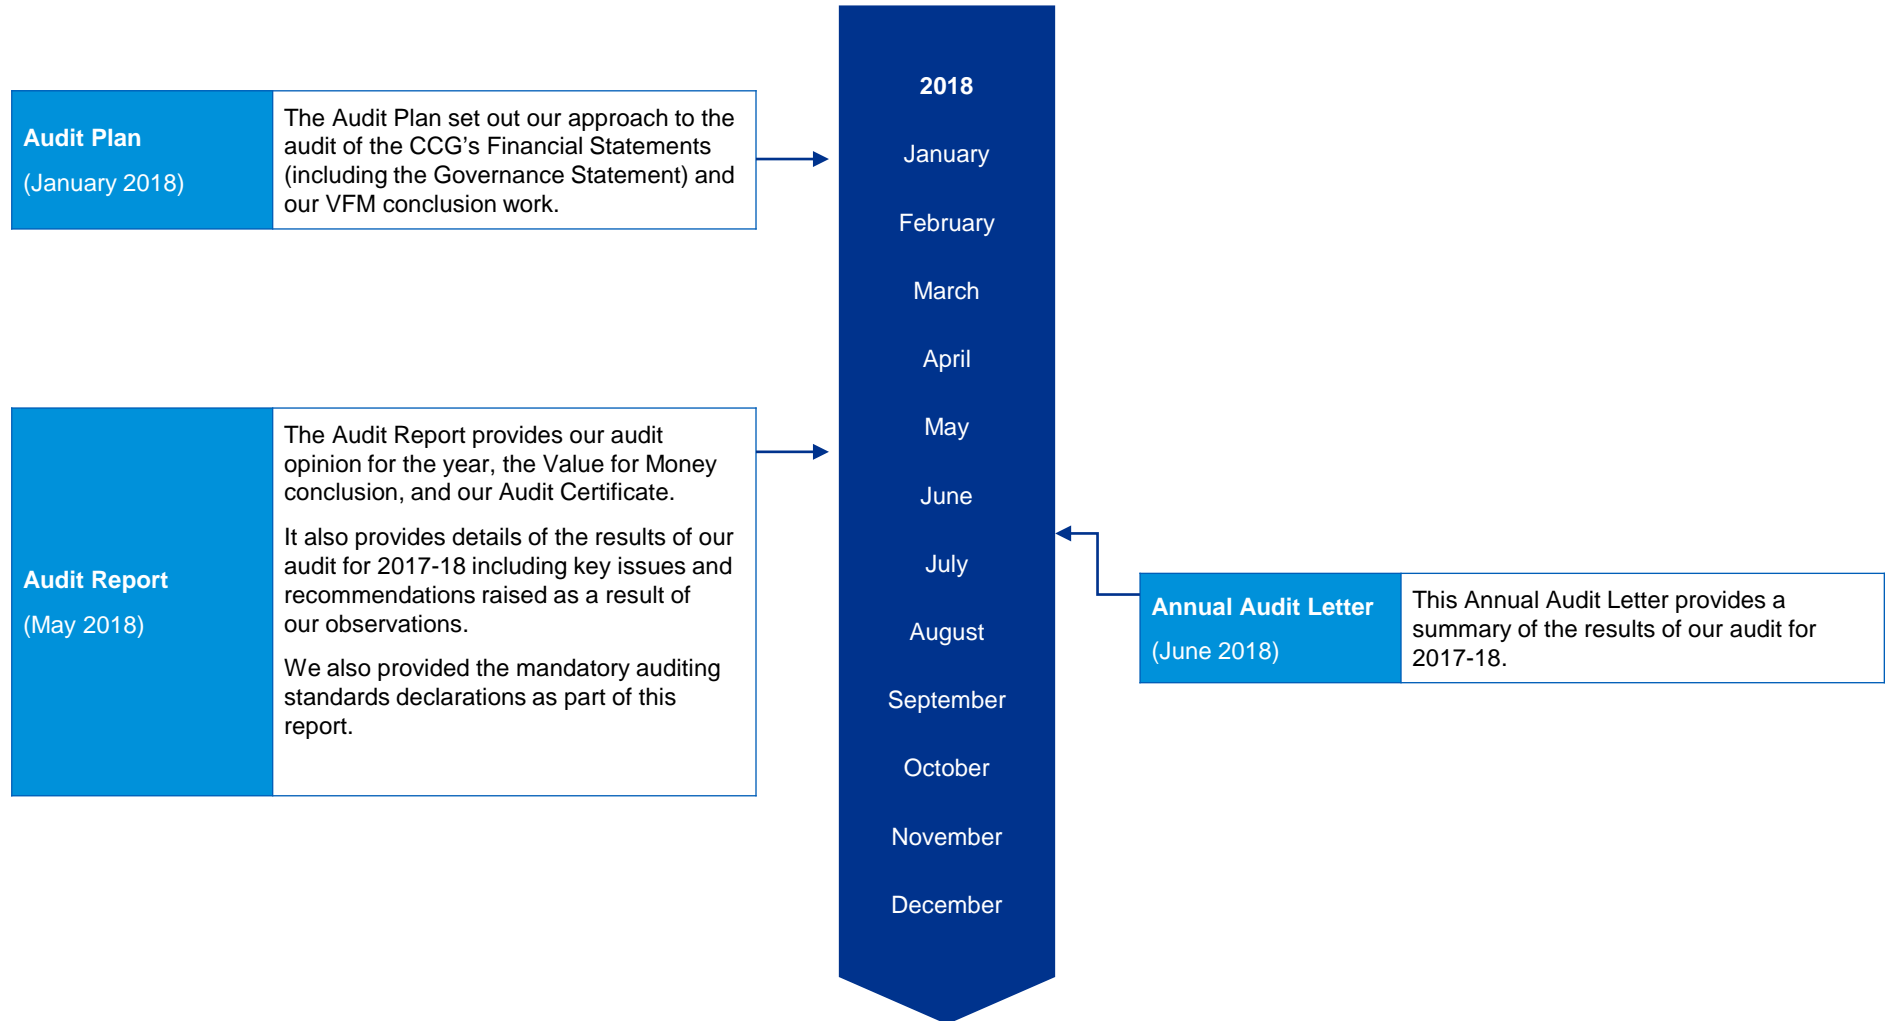 Audit Plan
(January 2018)
The Audit Plan set out our approach to the
audit of the CCG’s Financial Statements
(including the Governance Statement) and
our VFM conclusion work.
Audit Report
(May 2018)
The Audit Report provides our audit
opinion for the year, the Value for Money
conclusion, and our Audit Certificate.
It also provides details of the results of our
audit for 2017-18 including key issues and
recommendations raised as a result of
our observations.
We also provided the mandatory auditing
standards declarations as part of this
report.
2018
January
February
March
April
May
June
July
August
September
October
November
December
Annual Audit Letter
(June 2018)
This Annual Audit Letter provides a
summary of the results of our audit for
2017-18.